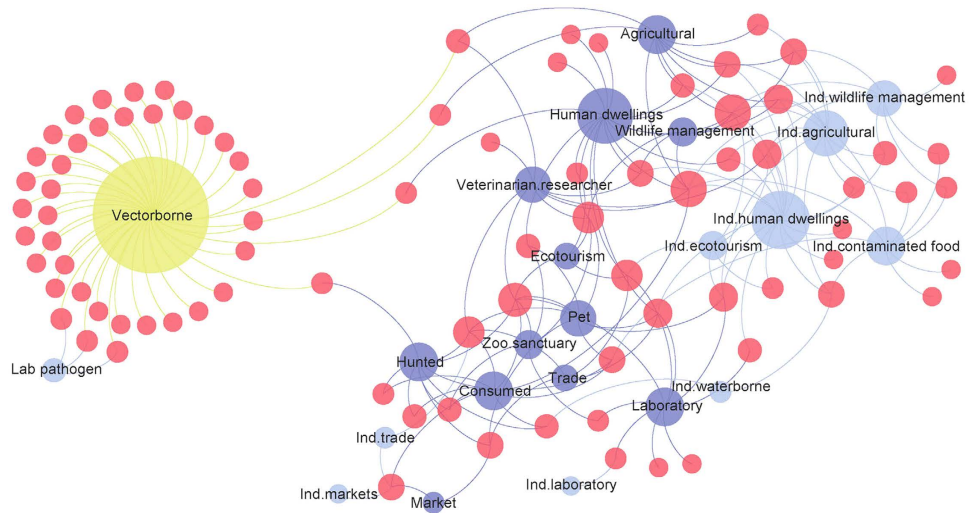 Agricultural
Ind.wildlife management
Human dwellings
Wildlife management
Ind.agricultural
Veterinarian.researcher
Vectorborne
Ind.human dwellings
Ind.ecotourism
Ind.contaminated food
Ecotourism
Pet
Zoo.sanctuary
Hunted
Lab pathogen
Trade
Consumed
Ind.waterborne
Laboratory
Ind.trade
Ind.laboratory
Ind.markets
Market